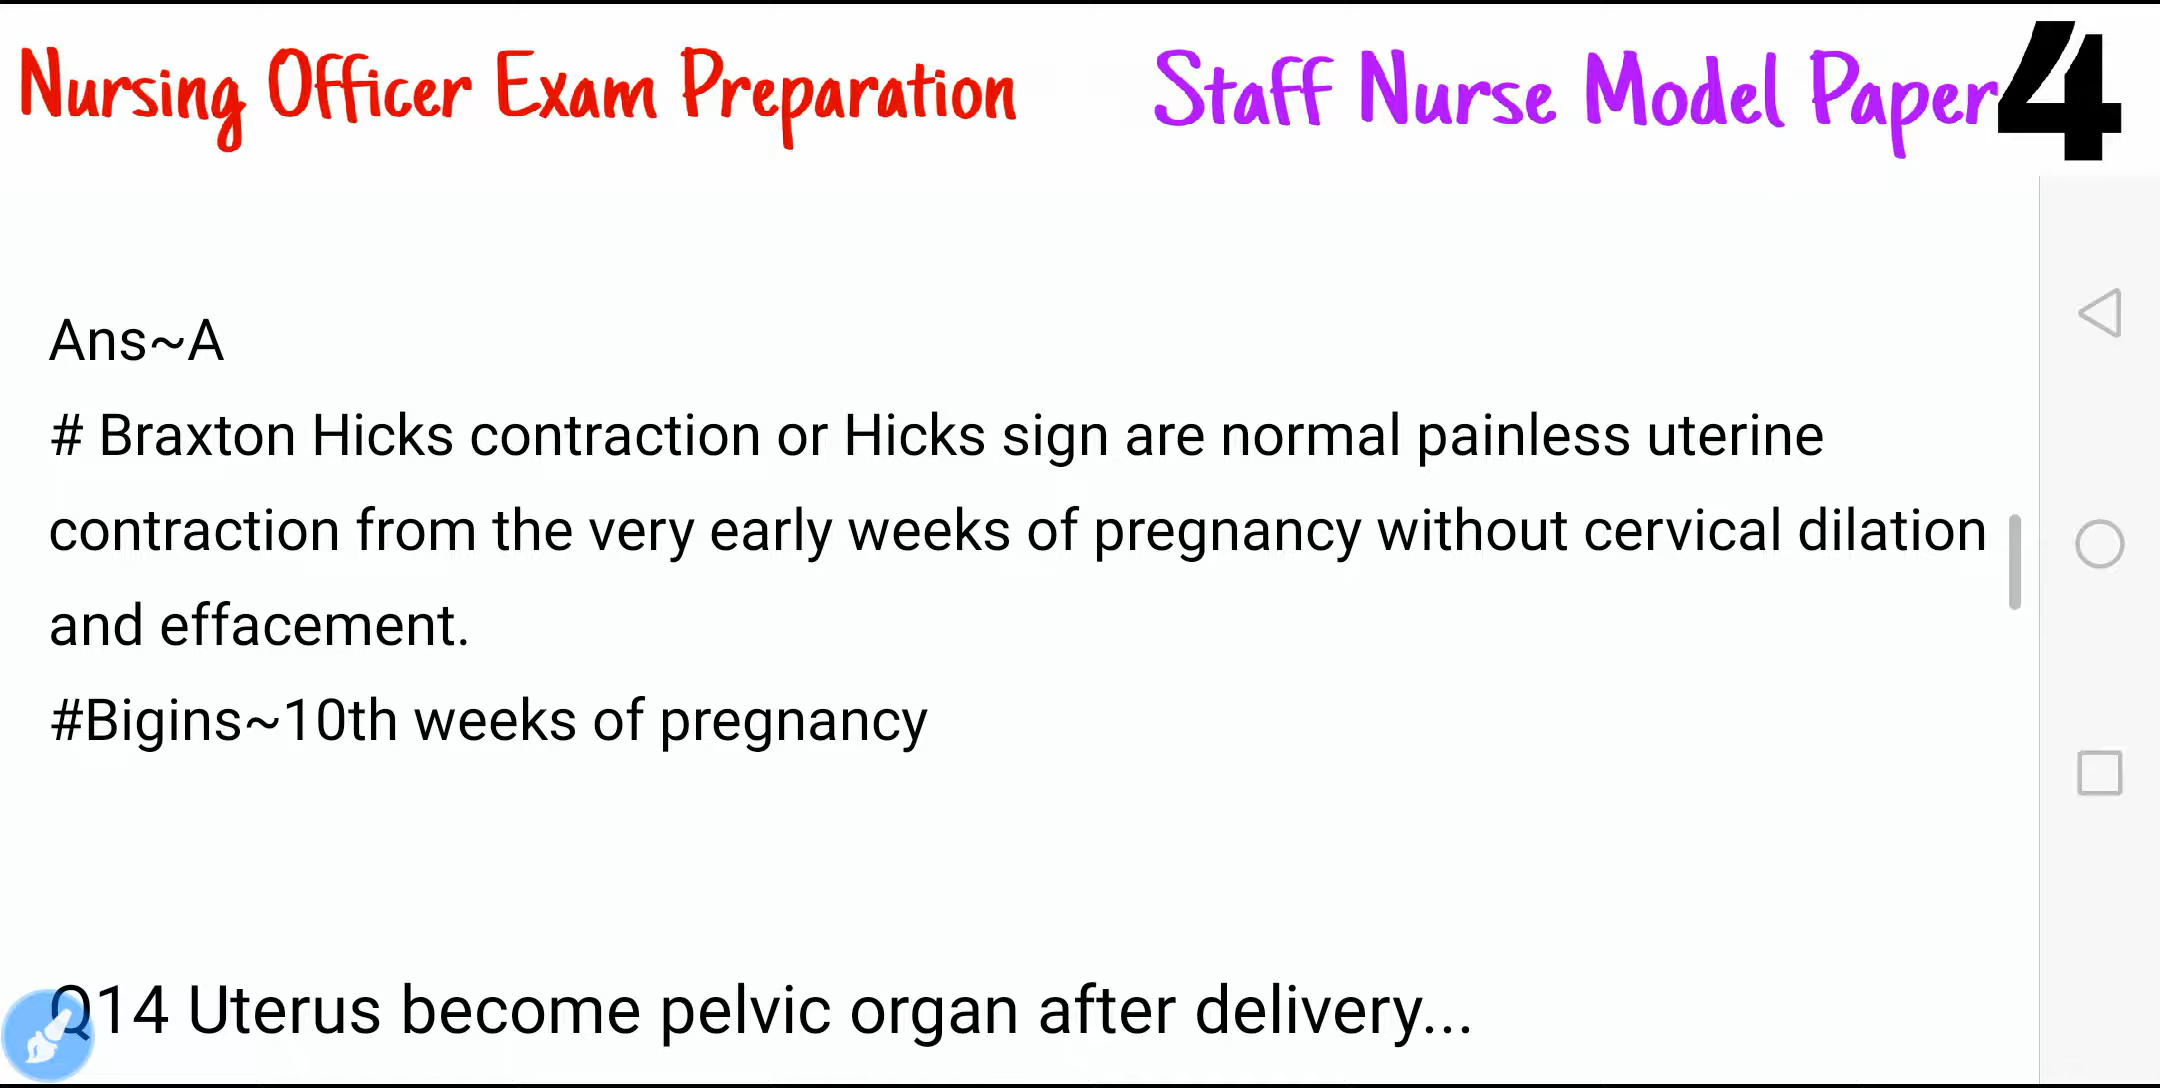 Nursing Officer Exam Preparation Staff Nurse Model Paper 4
Ans~A
# Braxton Hicks contraction or Hicks sign are normal painless uterine
contraction from the very early weeks of pregnancy without cervical dilation
and effacement.
#Bigins~10th weeks of pregnancy
Q14 Uterus become pelvic organ after delivery...